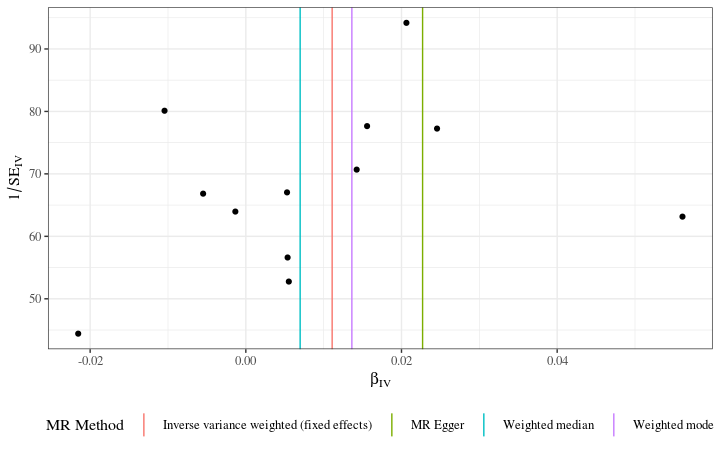 90
80
70
60
50
1/SE_IV
-0.02 0.00 0.02 0.04
β_IV
MR Method Inverse variance weighted (fixed effects) MR Egger Weighted median Weighted mode